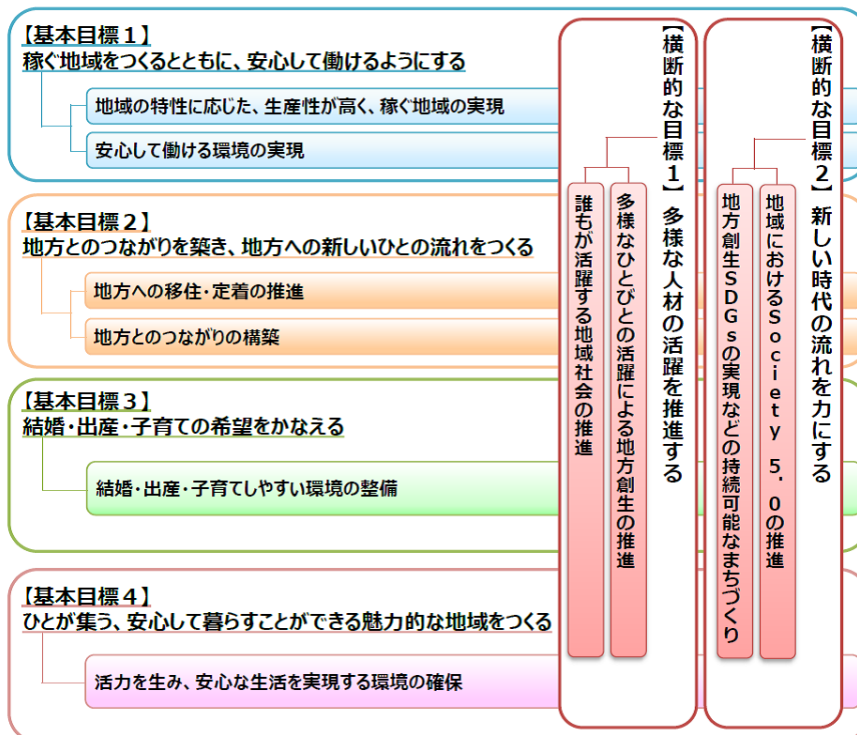 【基本目標１】
稼ぐ地域をつくるとともに、安心して働けるようにする
地域の特性に応じた、生産性が高く、稼ぐ地域の実現
安心して働ける環境の実現
【基本目標２】
地方とのつながりを築き、地方への新しいひとの流れをつくる
地方への移住・定着の推進
地方とのつながりの構築
【基本目標３】
結婚・出産・子育ての希望をかなえる
結婚・出産・子育てしやすい環境の整備
【基本目標４】
ひとが集う、安心して暮らすことができる魅力的な地域をつくる
活力を生み、安心な生活を実現する環境の確保
【横断的な目標１】多様な人材の活躍を推進する
多様なひとびとの活躍による地方創生の推進
誰もが活躍する地域社会の推進
【横断的な目標２】新しい時代の流れを力にする
地域におけるSociety 5.0の推進
地方創生SDGsの実現などの持続可能なまちづくり